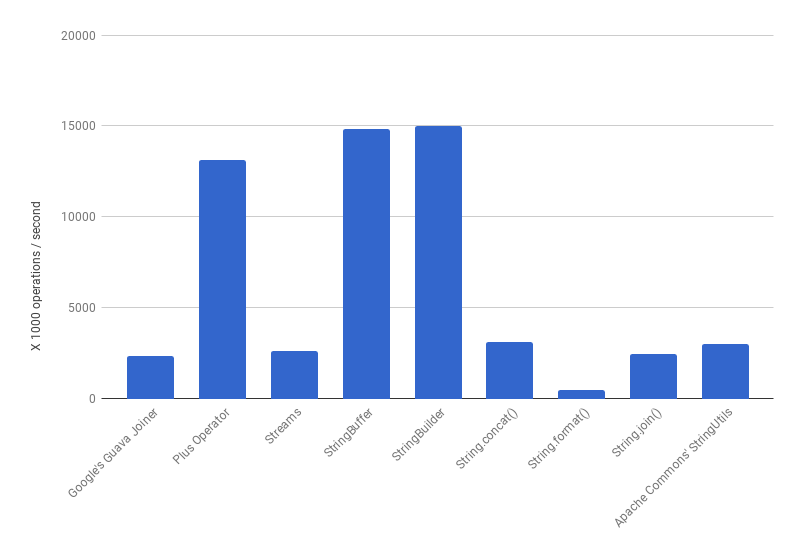 20000
15000
10000
5000
0
X 1000 operations / second
Google's Guava Joiner
Plus Operator
Streams
StringBuffer
StringBuilder
String.concat()
String.format()
String.join()
Apache Commons' StringUtils